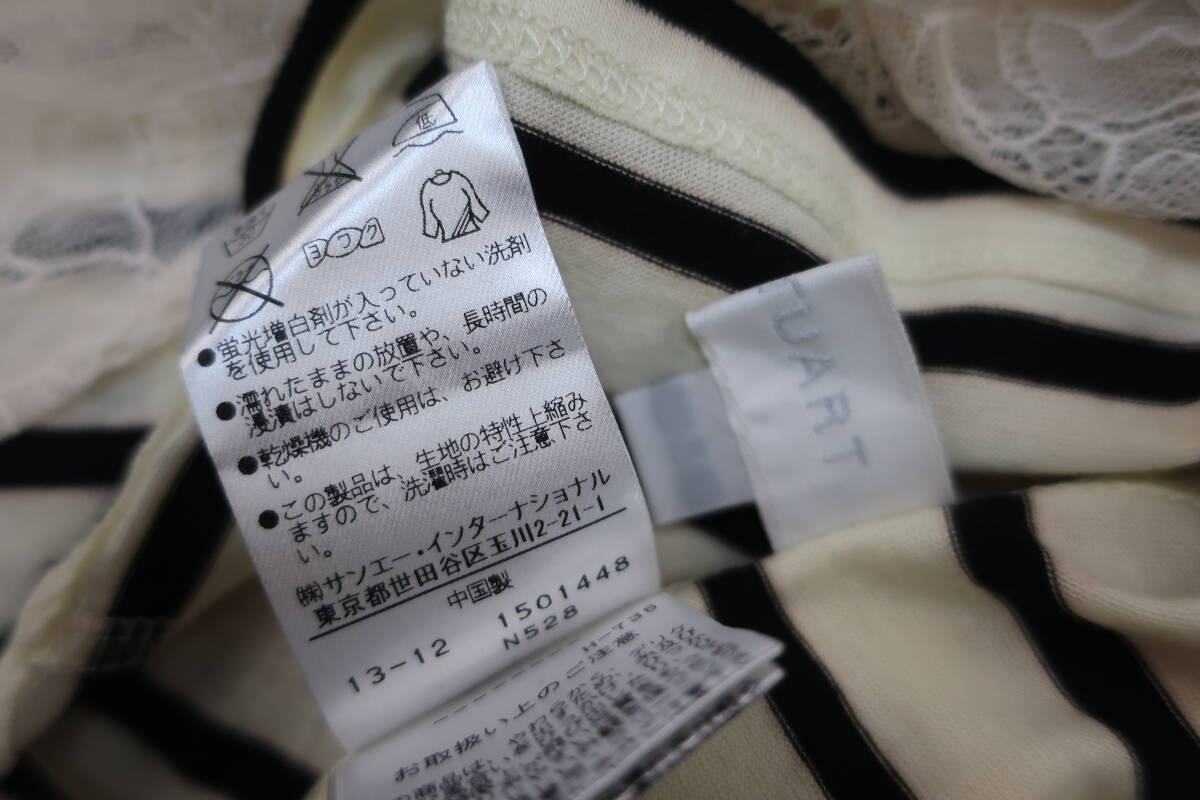 低
ヨワク
●蛍光増白剤が入っていない洗剤
を使用して下さい。
●濡れたままの放置や、長時間の
浸漬はしないで下さい。
●乾燥機のご使用は、お避け下さ
い。
●この製品は、生地の特性上縮み
ますので、洗濯時はご注意下さ
い。
㈱サンエー・インターナショナル
東京都世田谷区玉川2-21-1
中国製
13-12 1501448
N528
H-738
お取扱い上のご注意
TUART